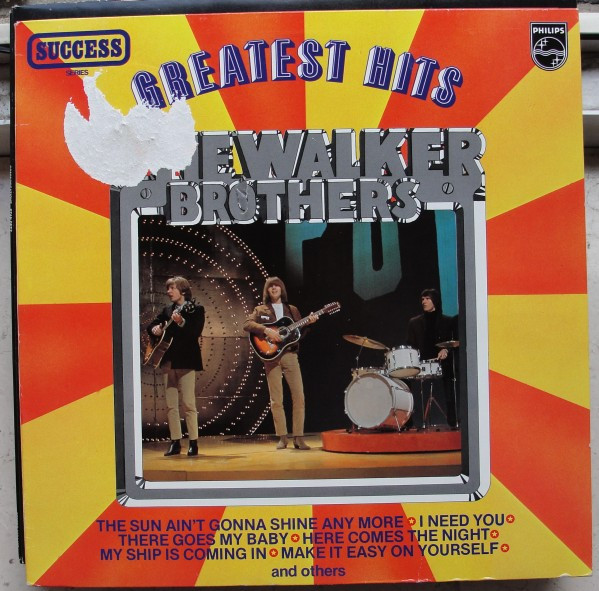 SUCCESS
SERIES
PHILIPS
GREATEST HITS
THE WALKER
BROTHERS
THE SUN AIN'T GONNA SHINE ANY MORE ✪ I NEED YOU ✪
THERE GOES MY BABY ✪ HERE COMES THE NIGHT ✪
MY SHIP IS COMING IN ✪ MAKE IT EASY ON YOURSELF ✪
and others